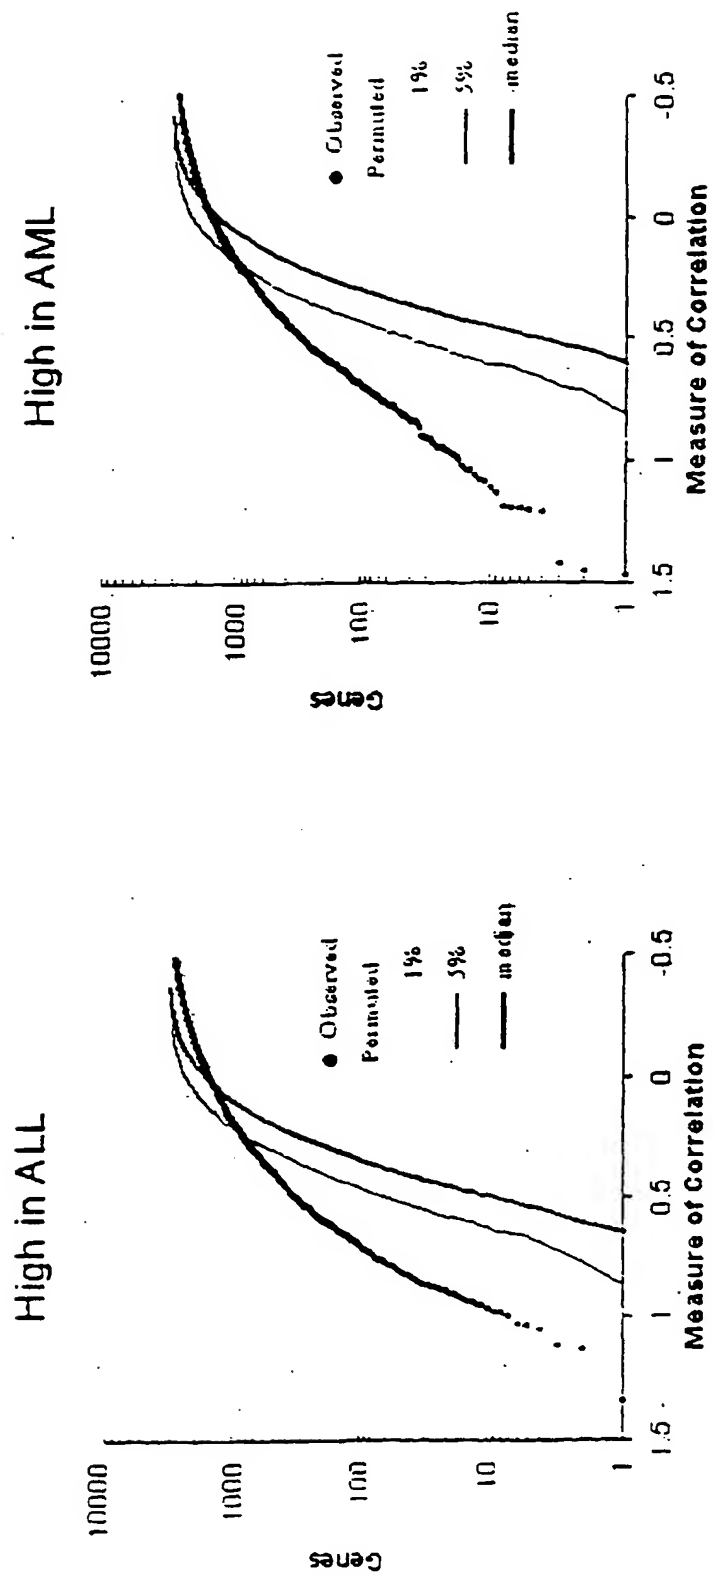 High in ALL
10000
1000
100
10
1
Genes
1.5
1
0.5
0
-0.5
Measure of Correlation
Observed
Permuted
1%
5%
median
High in AML
10000
1000
100
10
1
Genes
1.5
1
0.5
0
-0.5
Measure of Correlation
Observed
Permuted
1%
5%
median